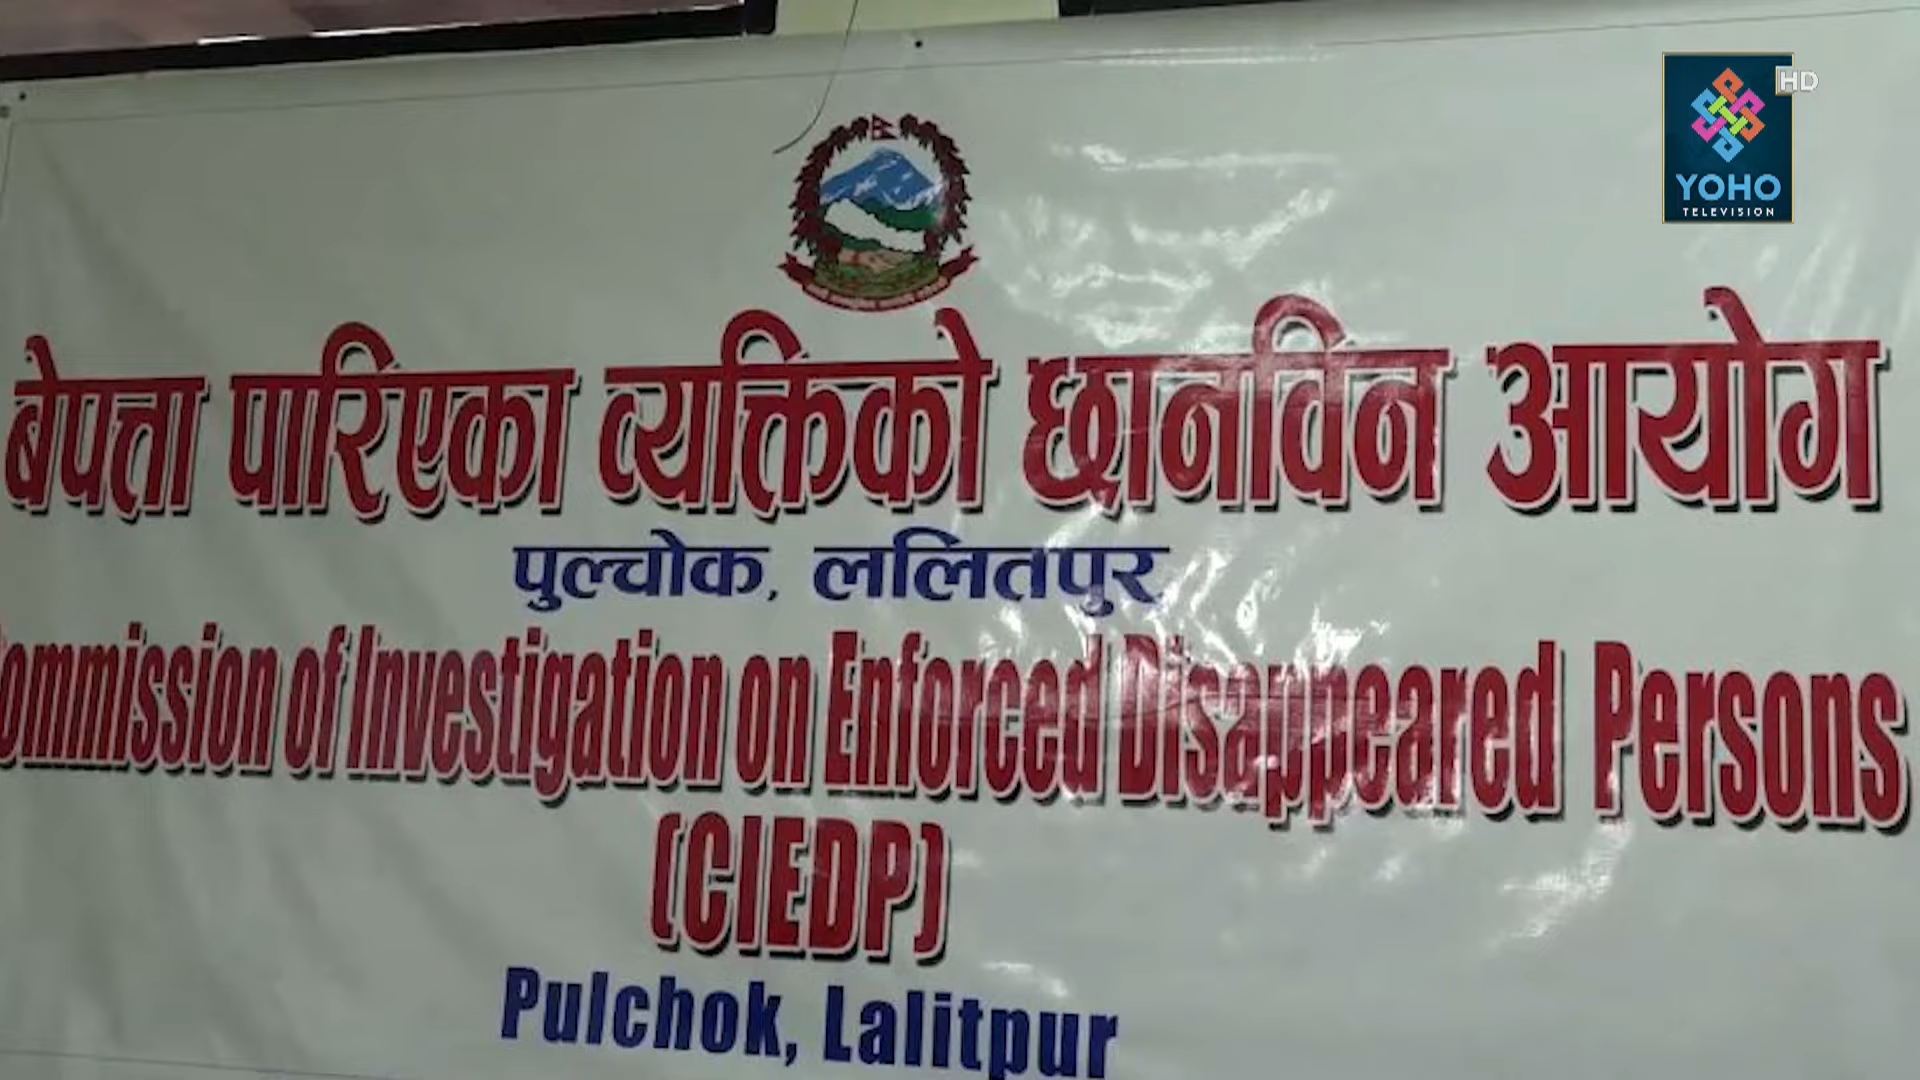 बेपत्ता पारिएका व्यक्तिको छानविन आयोग
पुल्चोक, ललितपुर
Commission of Investigation on Enforced Disappeared Persons
(CIEDP)
Pulchok, Lalitpur
HD
YOHO
TELEVISION